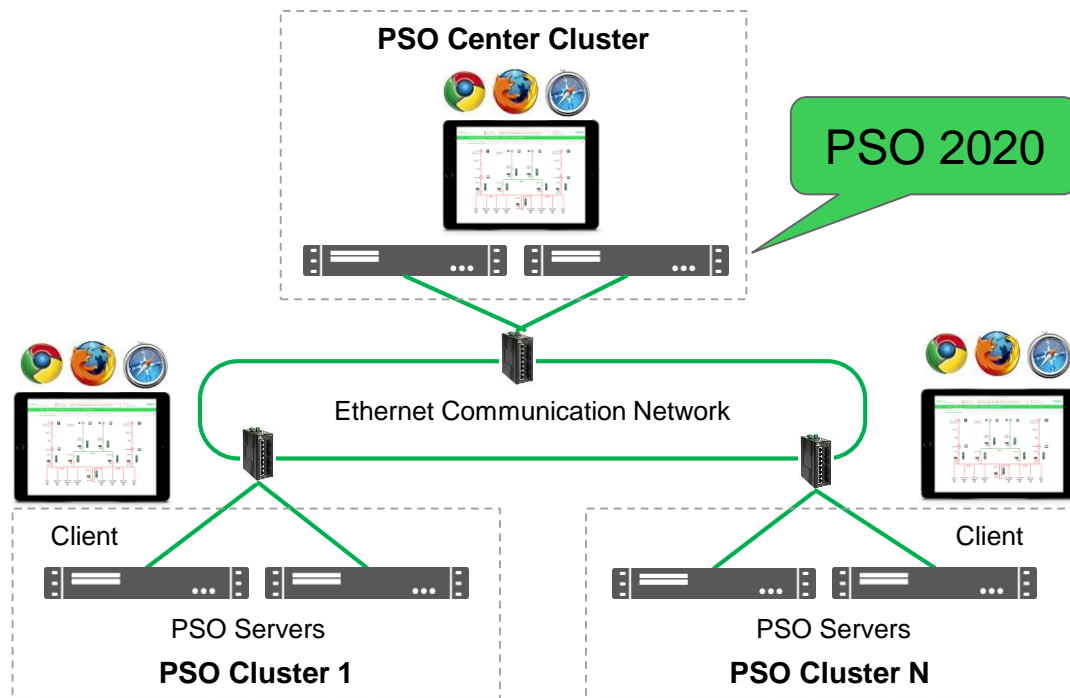 PSO Center Cluster
PSO 2020
Ethernet Communication Network
Client
Client
PSO Servers
PSO Servers
PSO Cluster 1
PSO Cluster N